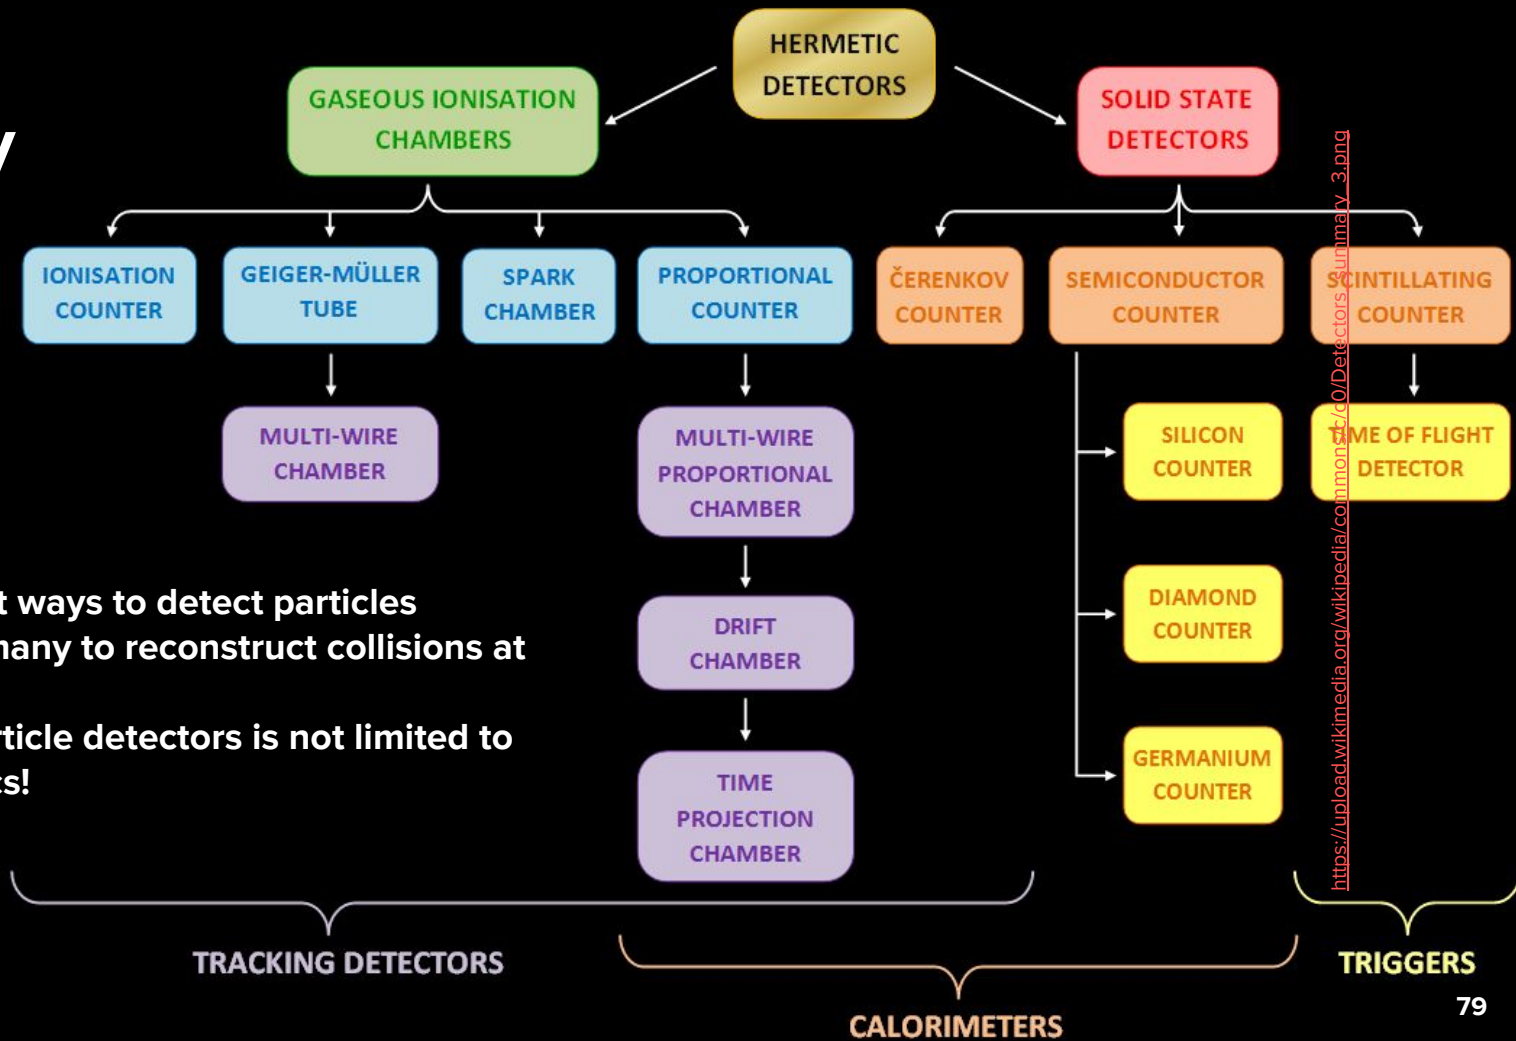 y
HERMETIC
DETECTORS
GASEOUS IONISATION
CHAMBERS
SOLID STATE
DETECTORS
IONISATION
COUNTER
GEIGER-MÜLLER
TUBE
SPARK
CHAMBER
PROPORTIONAL
COUNTER
ČERENKOV
COUNTER
SEMICONDUCTOR
COUNTER
SCINTILLATING
COUNTER
MULTI-WIRE
CHAMBER
MULTI-WIRE
PROPORTIONAL
CHAMBER
SILICON
COUNTER
TIME OF FLIGHT
DETECTOR
t ways to detect particles
many to reconstruct collisions at
DRIFT
CHAMBER
DIAMOND
COUNTER
rticle detectors is not limited to
cs!
TIME
PROJECTION
CHAMBER
GERMANIUM
COUNTER
https://upload.wikimedia.org/wikipedia/commons/c/c0/Detectors_summary_3.png
TRACKING DETECTORS
CALORIMETERS
TRIGGERS
79